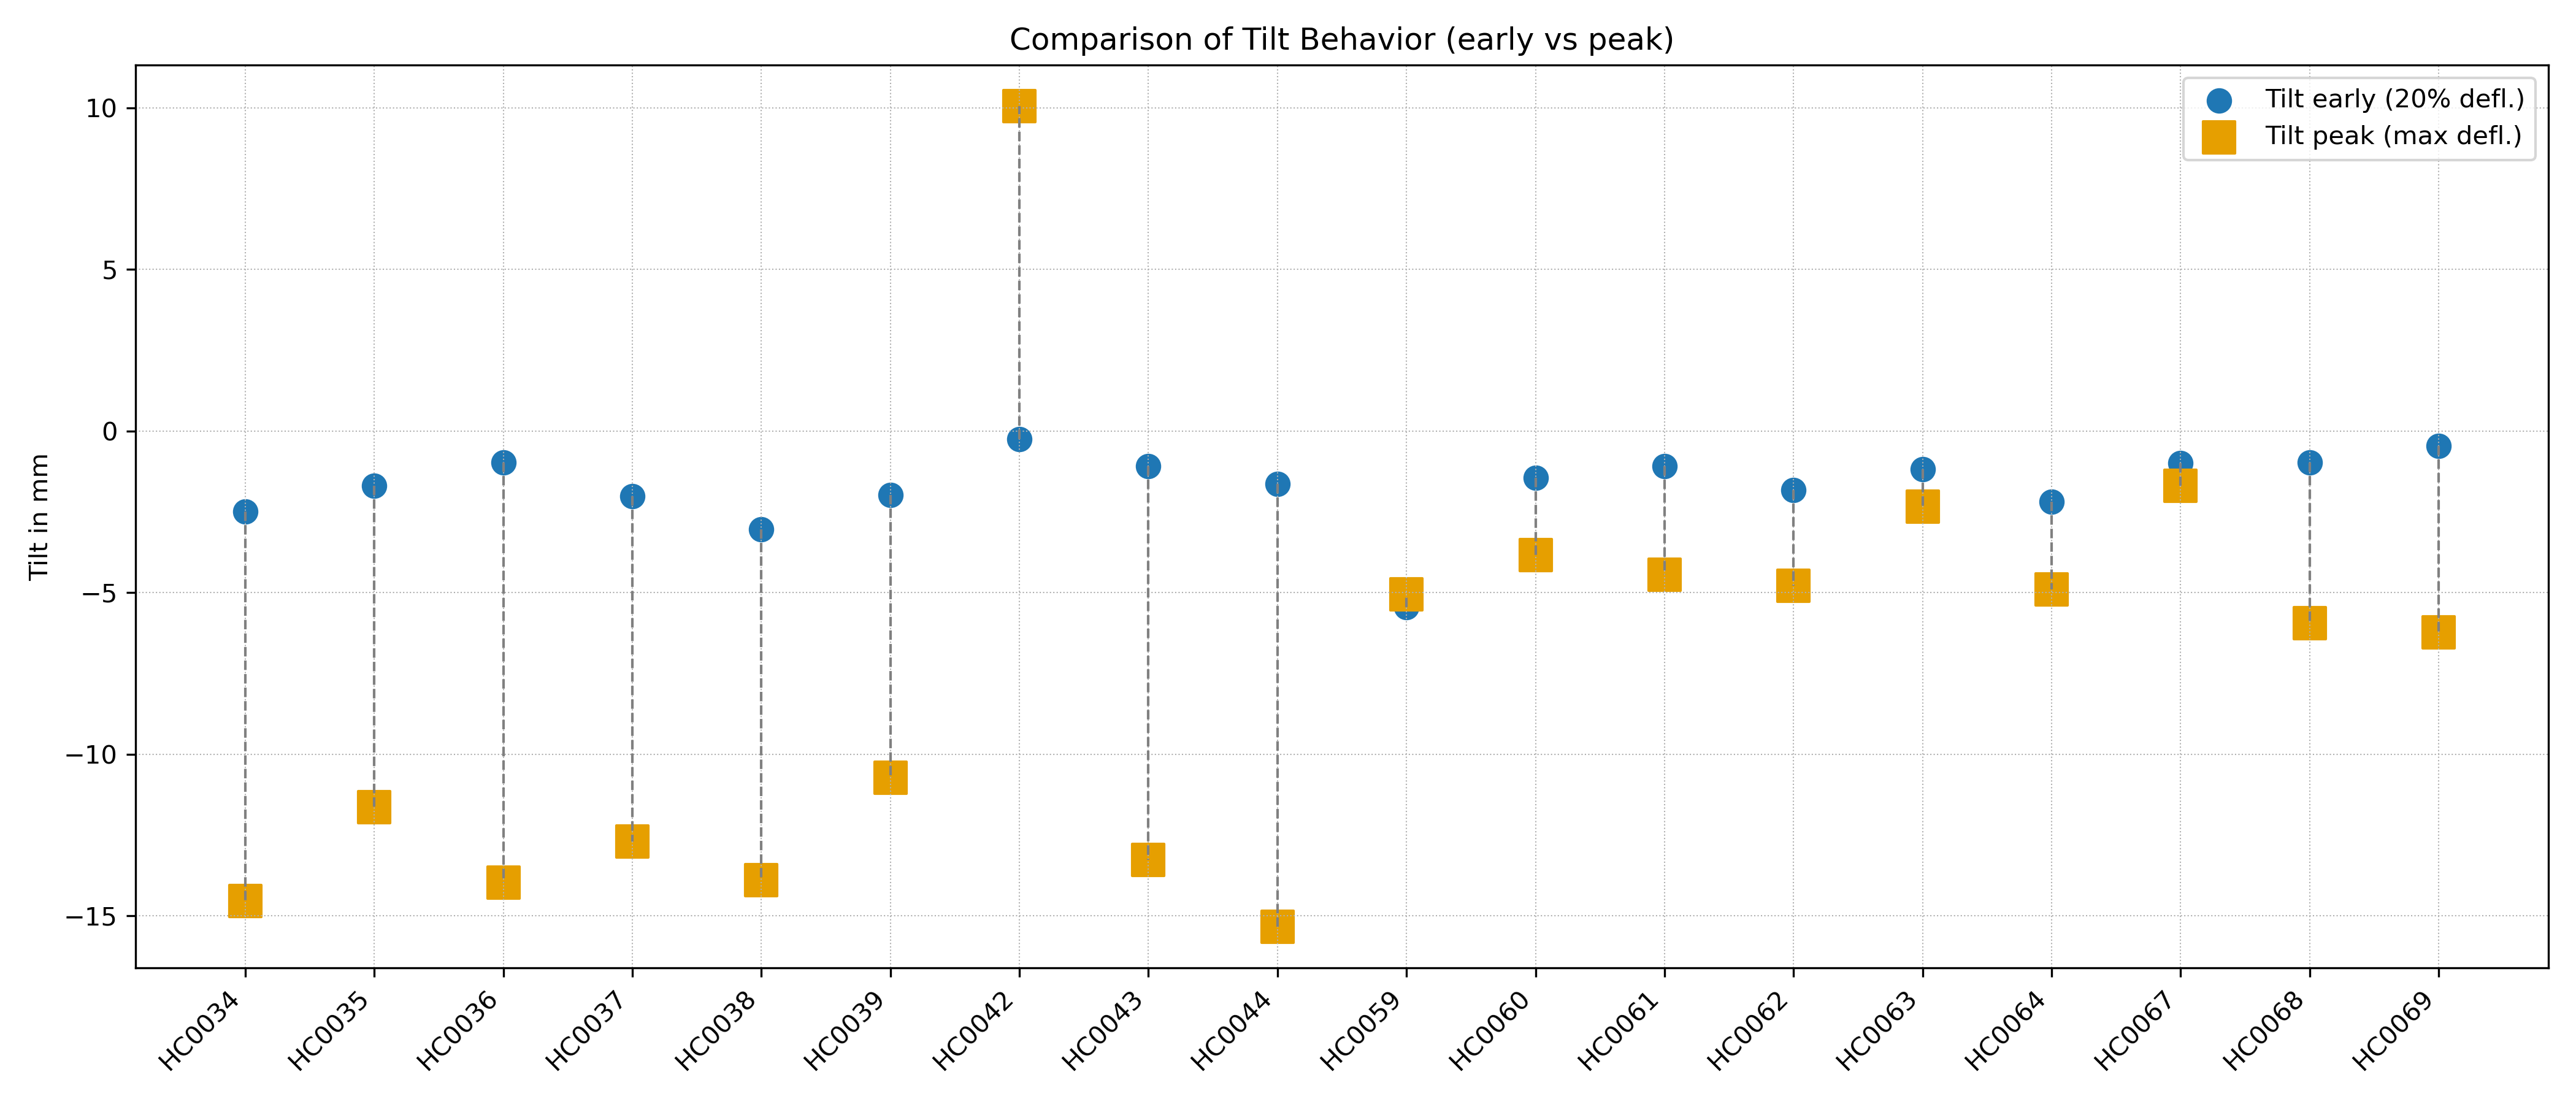 Comparison of Tilt Behavior (early vs peak)
Tilt early (20% defl.)
Tilt peak (max defl.)
Tilt in mm
10
5
0
−5
−10
−15
HC0034
HC0035
HC0036
HC0037
HC0038
HC0039
HC0042
HC0043
HC0044
HC0059
HC0060
HC0061
HC0062
HC0063
HC0064
HC0067
HC0068
HC0069